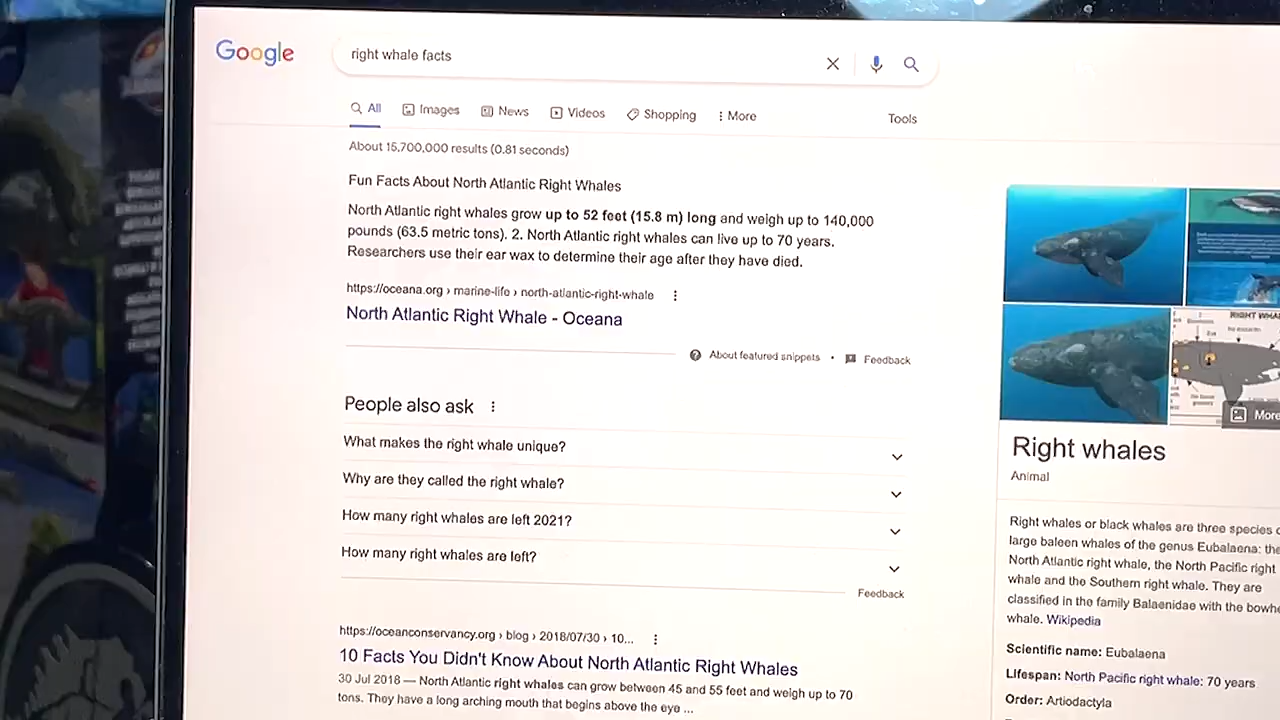 Google
right whale facts
All
Images
News
Videos
Shopping
More
Tools
About 15,700,000 results (0.81 seconds)
Fun Facts About North Atlantic Right Whales
North Atlantic right whales grow up to 52 feet (15.8 m) long and weigh up to 140,000
pounds (63.5 metric tons). 2. North Atlantic right whales can live up to 70 years.
Researchers use their ear wax to determine their age after they have died.
https://oceana.org › marine-life › north-atlantic-right-whale
North Atlantic Right Whale - Oceana
About featured snippets • Feedback
People also ask
What makes the right whale unique?
Why are they called the right whale?
How many right whales are left 2021?
How many right whales are left?
Feedback
https://oceanconservancy.org › blog › 2018/07/30 › 10...
10 Facts You Didn't Know About North Atlantic Right Whales
30 Jul 2018 — North Atlantic right whales can grow between 45 and 55 feet and weigh up to 70
tons. They have a long arching mouth that begins above the eye ...
RIGHT WHA
More
Right whales
Animal
Right whales or black whales are three species o
large baleen whales of the genus Eubalaena: the
North Atlantic right whale, the North Pacific right
whale and the Southern right whale. They are
classified in the family Balaenidae with the bowhe
whale. Wikipedia
Scientific name: Eubalaena
Lifespan: North Pacific right whale: 70 years
Order: Artiodactyla